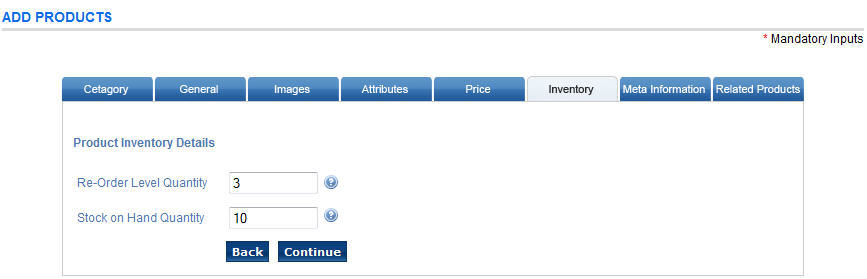 ADD PRODUCTS
* Mandatory Inputs
Cetagory General Images Attributes Price Inventory Meta Information Related Products
Product Inventory Details
Re-Order Level Quantity 3 ?
Stock on Hand Quantity 10 ?
Back Continue